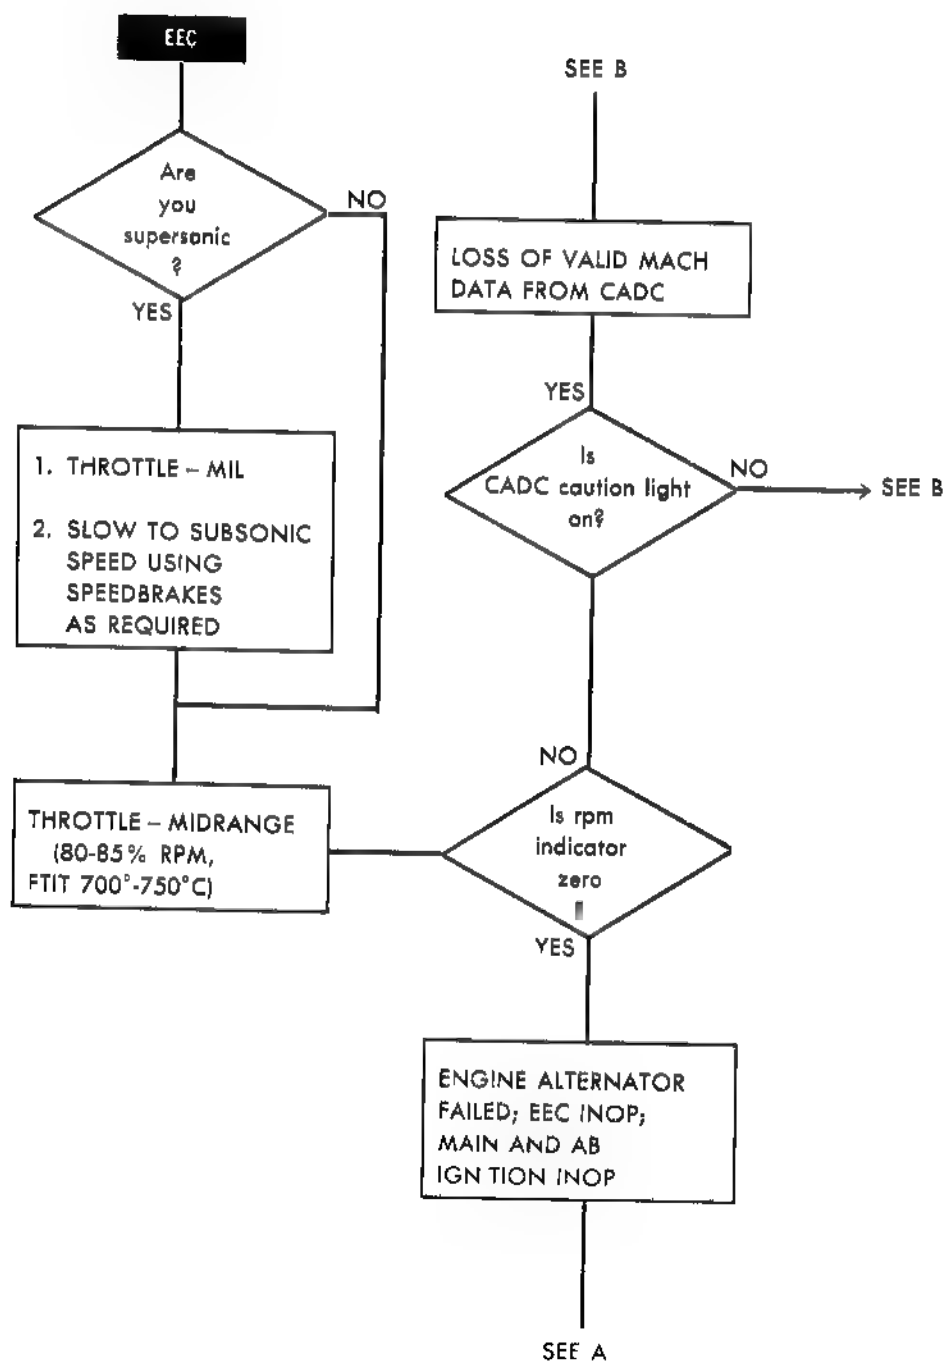 EEC
Are
you
supersonic
?
NO
YES
1. THROTTLE – MIL
2. SLOW TO SUBSONIC
SPEED USING
SPEEDBRAKES
AS REQUIRED
THROTTLE – MIDRANGE
(80-85% RPM,
FTIT 700°-750°C)
SEE B
LOSS OF VALID MACH
DATA FROM CADC
YES
Is
CADC caution light
on?
NO
SEE B
NO
Is rpm
indicator
zero
YES
ENGINE ALTERNATOR
FAILED; EEC INOP;
MAIN AND AB
IGN TION INOP
SEE A